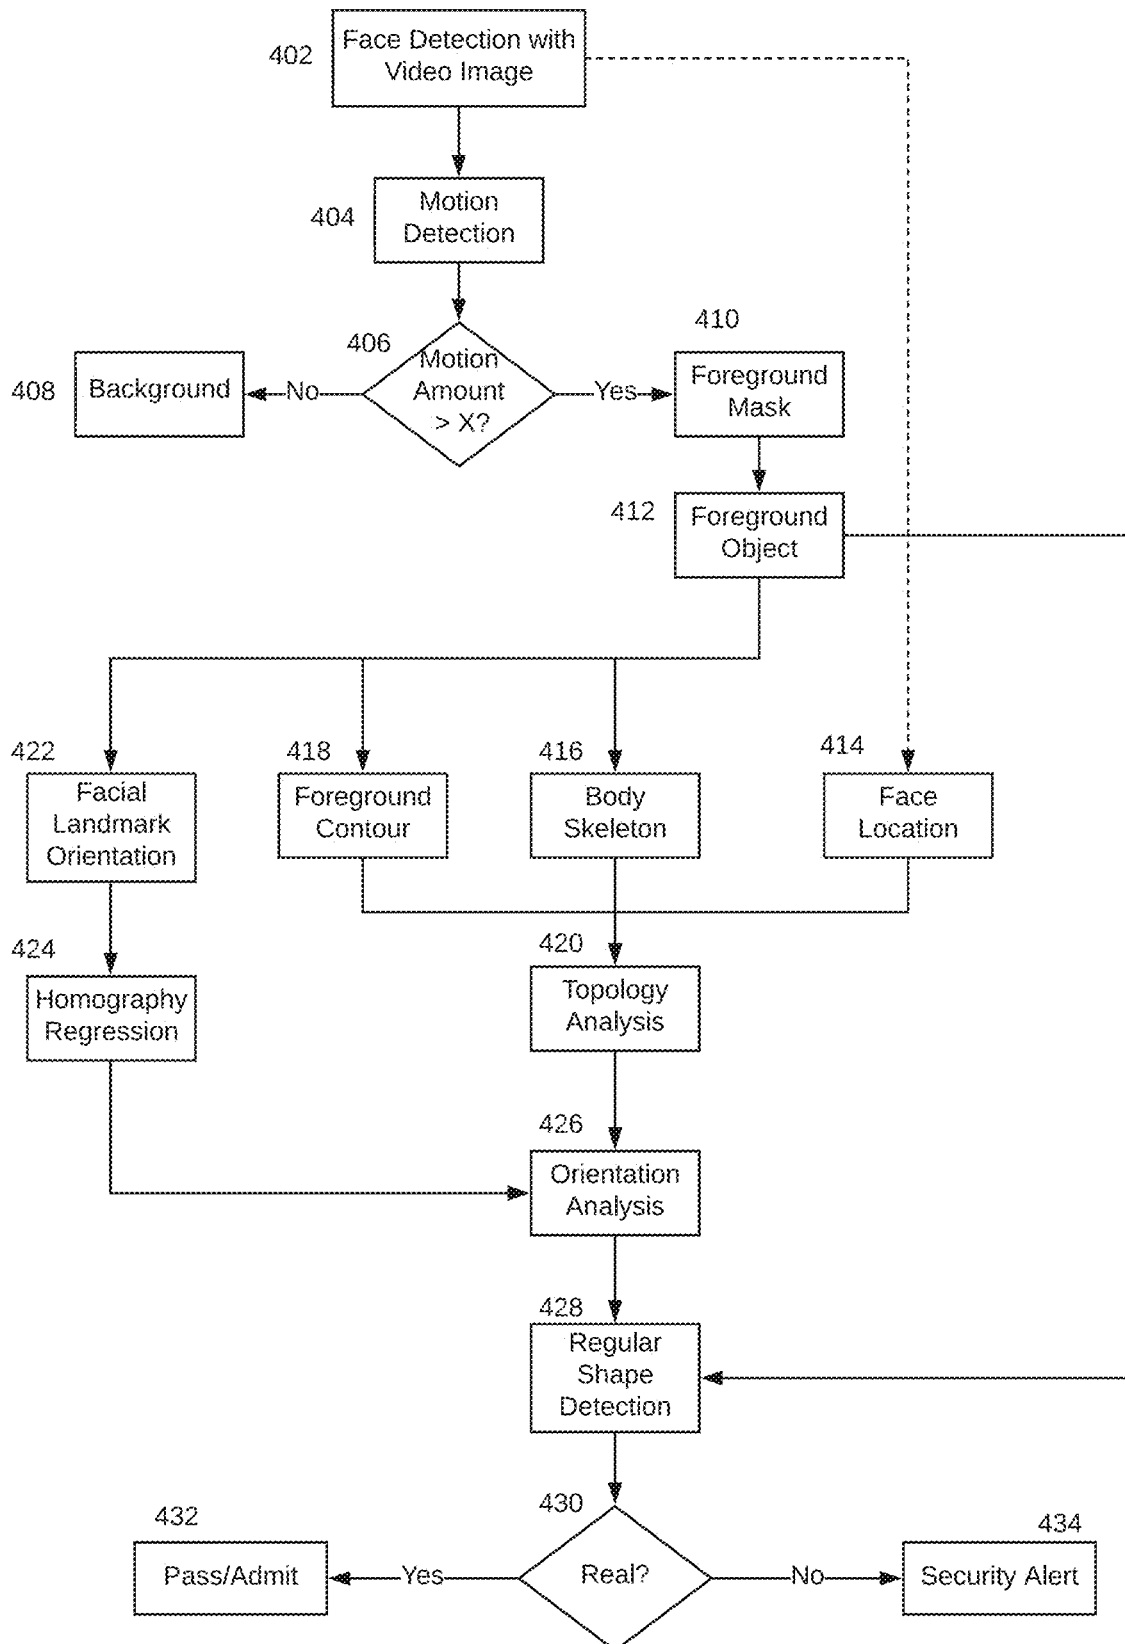 402
Face Detection with
Video Image
404
Motion
Detection
406
Motion
Amount
> X?
No
Yes
408
Background
410
Foreground
Mask
412
Foreground
Object
422
Facial
Landmark
Orientation
418
Foreground
Contour
416
Body
Skeleton
414
Face
Location
424
Homography
Regression
420
Topology
Analysis
426
Orientation
Analysis
428
Regular
Shape
Detection
430
Real?
Yes
No
432
Pass/Admit
434
Security Alert